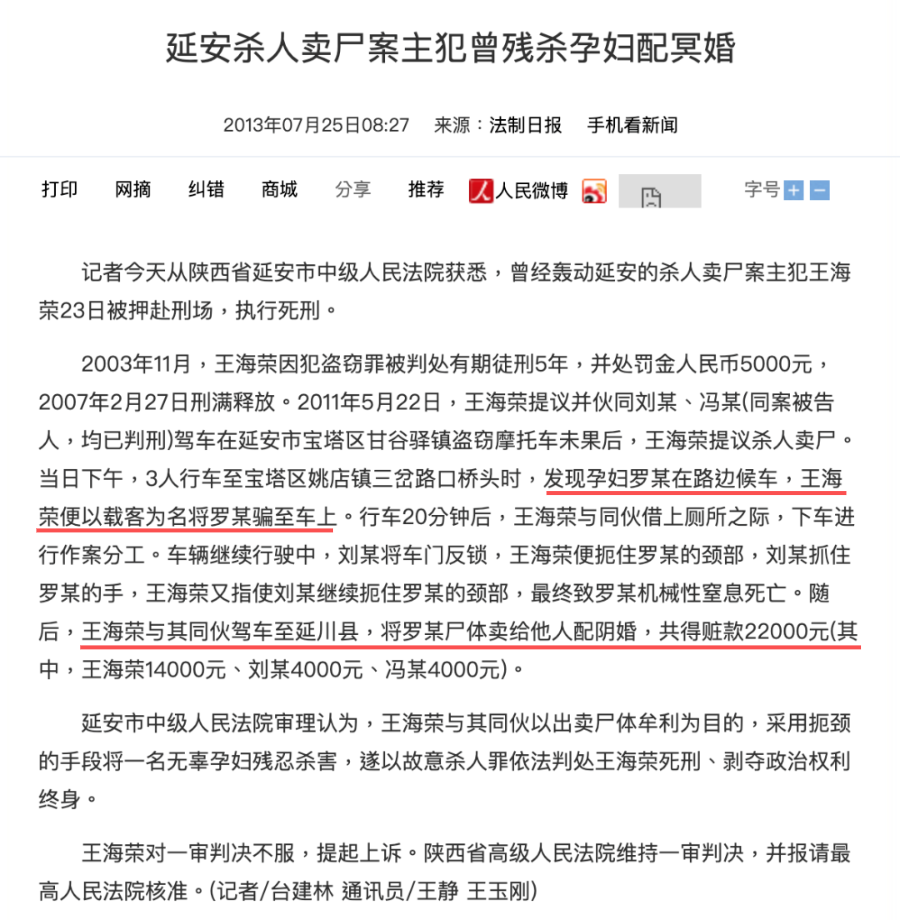 延安杀人卖尸案主犯曾残杀孕妇配冥婚
2013年07月25日08:27 来源：法制日报 手机看新闻
打印 网摘 纠错 商城 分享 推荐 人 人民微博 字号 + −
记者今天从陕西省延安市中级人民法院获悉，曾经轰动延安的杀人卖尸案主犯王海
荣23日被押赴刑场，执行死刑。
2003年11月，王海荣因犯盗窃罪被判处有期徒刑5年，并处罚金人民币5000元，
2007年2月27日刑满释放。2011年5月22日，王海荣提议并伙同刘某、冯某(同案被告
人，均已判刑)驾车在延安市宝塔区甘谷驿镇盗窃摩托车未果后，王海荣提议杀人卖尸。
当日下午，3人行车至宝塔区姚店镇三岔路口桥头时，发现孕妇罗某在路边候车，王海
荣便以载客为名将罗某骗至车上。行车20分钟后，王海荣与同伙借上厕所之际，下车进
行作案分工。车辆继续行驶中，刘某将车门反锁，王海荣便扼住罗某的颈部，刘某抓住
罗某的手，王海荣又指使刘某继续扼住罗某的颈部，最终致罗某机械性窒息死亡。随
后，王海荣与其同伙驾车至延川县，将罗某尸体卖给他人配阴婚，共得赃款22000元(其
中，王海荣14000元、刘某4000元、冯某4000元)。
延安市中级人民法院审理认为，王海荣与其同伙以出卖尸体牟利为目的，采用扼颈
的手段将一名无辜孕妇残忍杀害，遂以故意杀人罪依法判处王海荣死刑、剥夺政治权利
终身。
王海荣对一审判决不服，提起上诉。陕西省高级人民法院维持一审判决，并报请最
高人民法院核准。(记者/台建林 通讯员/王静 王玉刚)